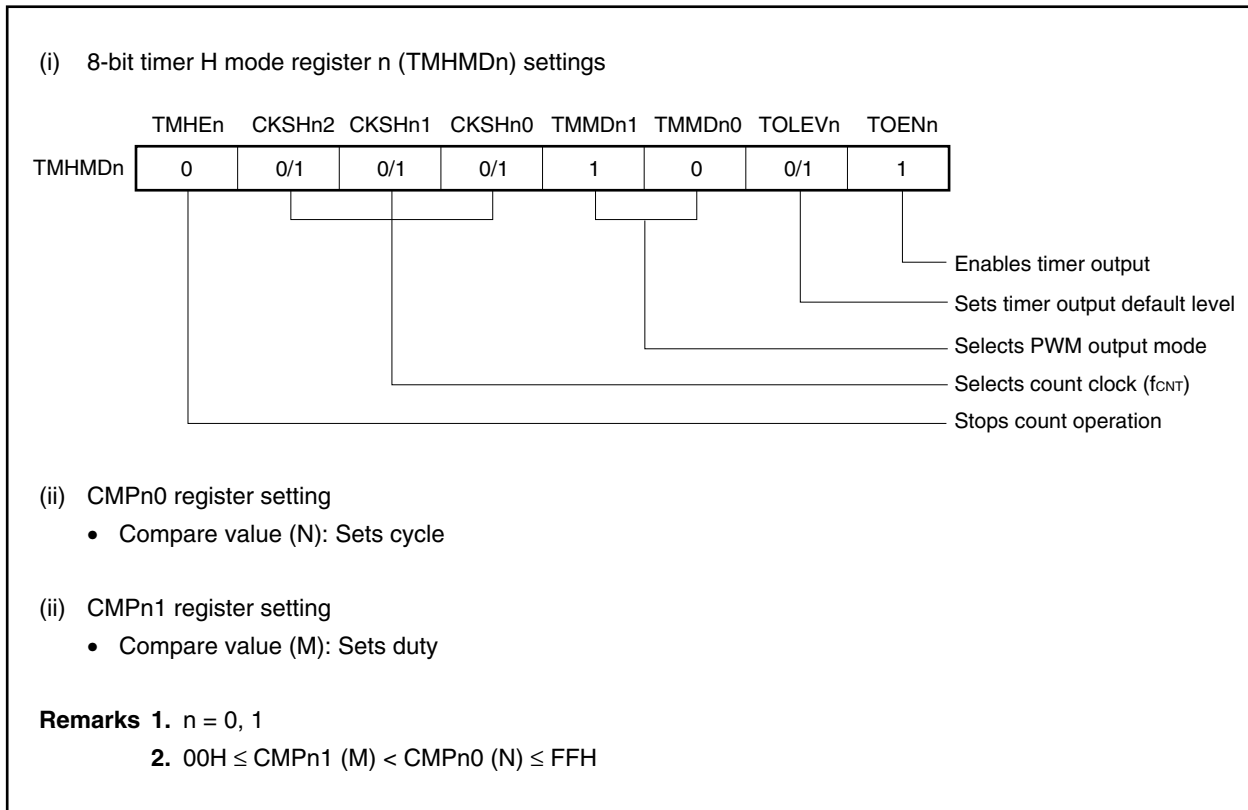 (i) 8-bit timer H mode register n (TMHMDn) settings
TMHEn CKSHn2 CKSHn1 CKSHn0 TMMDn1 TMMDn0 TOLEVn TOENn
TMHMDn 0 0/1 0/1 0/1 1 0 0/1 1
Enables timer output
Sets timer output default level
Selects PWM output mode
Selects count clock (fCNT)
Stops count operation
(ii) CMPn0 register setting
• Compare value (N): Sets cycle
(ii) CMPn1 register setting
• Compare value (M): Sets duty
Remarks 1. n = 0, 1
2. 00H ≤ CMPn1 (M) < CMPn0 (N) ≤ FFH